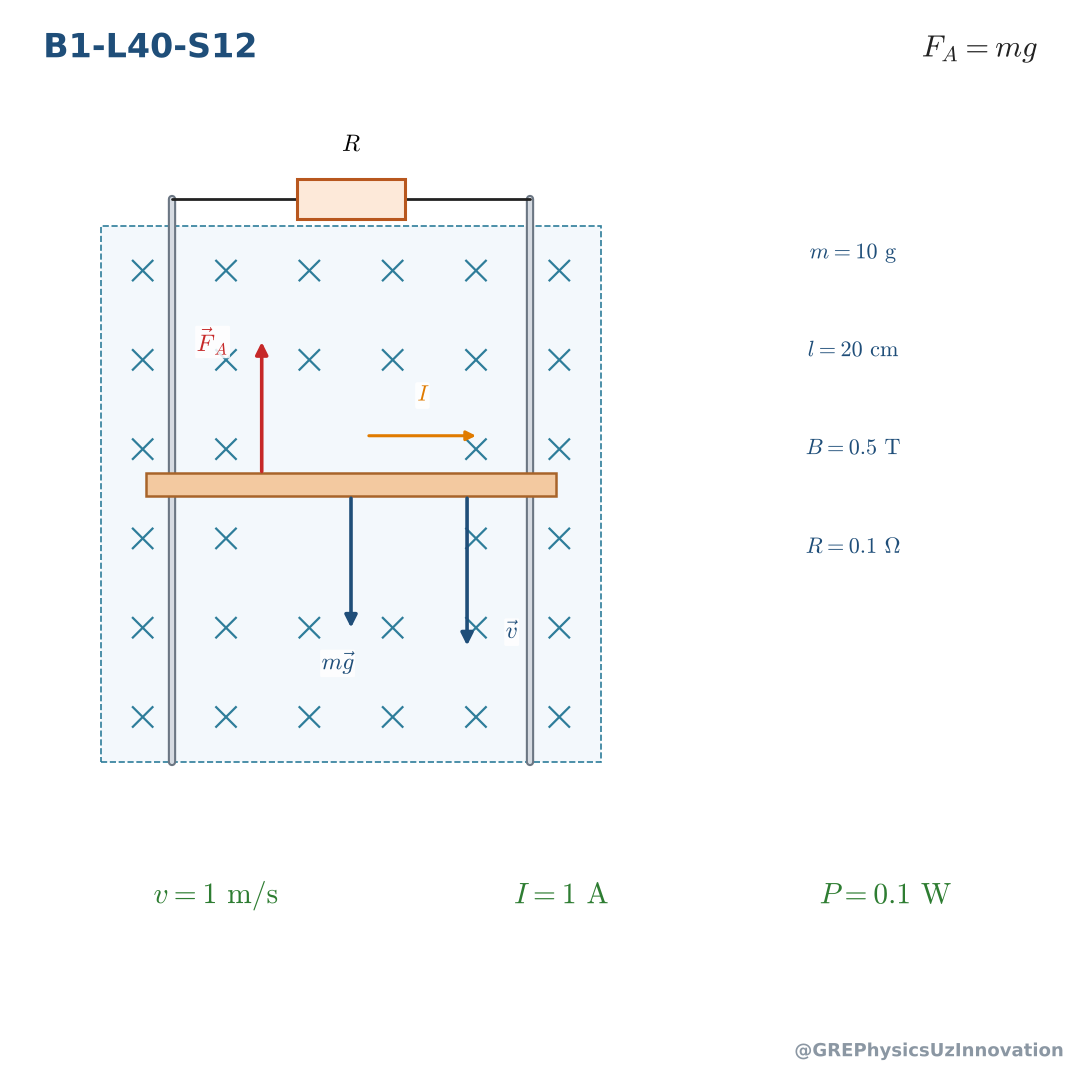 B1-L40-S12
F_A = mg
R
m = 10 g
F⃗_A
l = 20 cm
I
B = 0.5 T
R = 0.1 Ω
v⃗
mg⃗
v = 1 m/s
I = 1 A
P = 0.1 W
@GREPhysicsUzInnovation